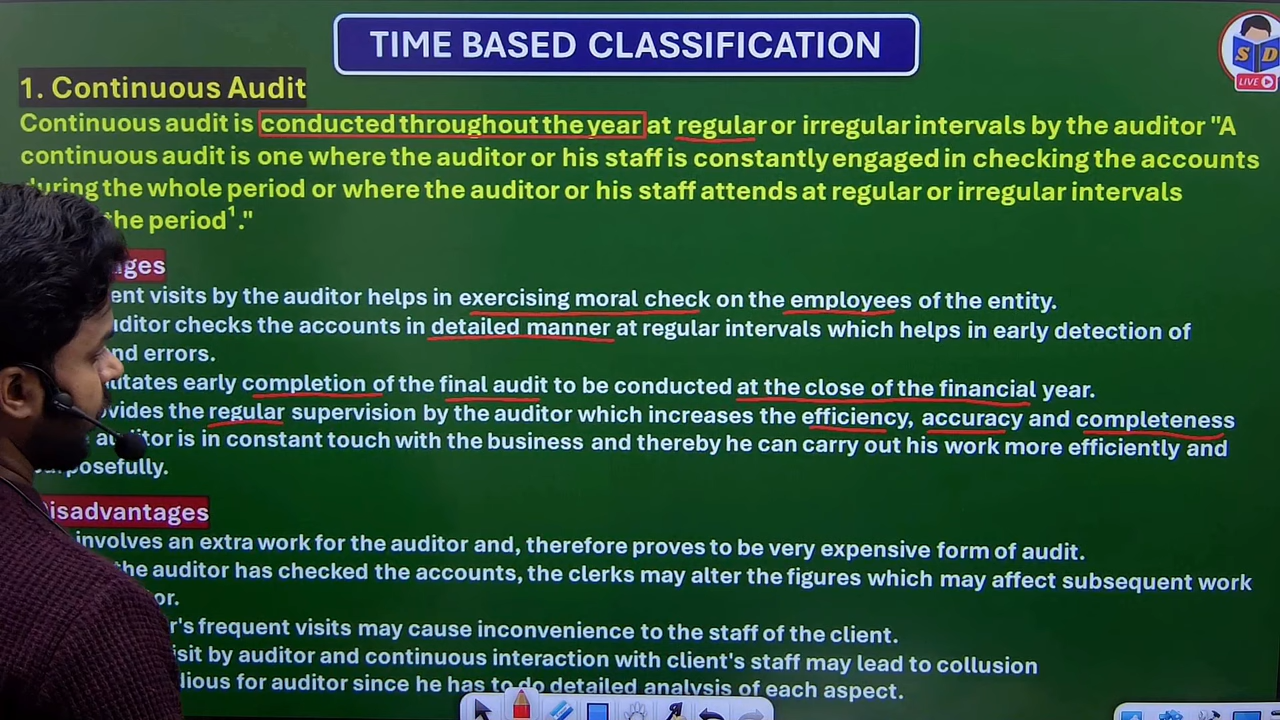 TIME BASED CLASSIFICATION
S D
LIVE
1. Continuous Audit
Continuous audit is conducted throughout the year at regular or irregular intervals by the auditor "A
continuous audit is one where the auditor or his staff is constantly engaged in checking the accounts
during the whole period or where the auditor or his staff attends at regular or irregular intervals
the period¹."
ages
ent visits by the auditor helps in exercising moral check on the employees of the entity.
uditor checks the accounts in detailed manner at regular intervals which helps in early detection of
nd errors.
litates early completion of the final audit to be conducted at the close of the financial year.
ovides the regular supervision by the auditor which increases the efficiency, accuracy and completeness
auditor is in constant touch with the business and thereby he can carry out his work more efficiently and
purposefully.
Disadvantages
involves an extra work for the auditor and, therefore proves to be very expensive form of audit.
the auditor has checked the accounts, the clerks may alter the figures which may affect subsequent work
or.
r's frequent visits may cause inconvenience to the staff of the client.
isit by auditor and continuous interaction with client's staff may lead to collusion
dious for auditor since he has to do detailed analysis of each aspect.